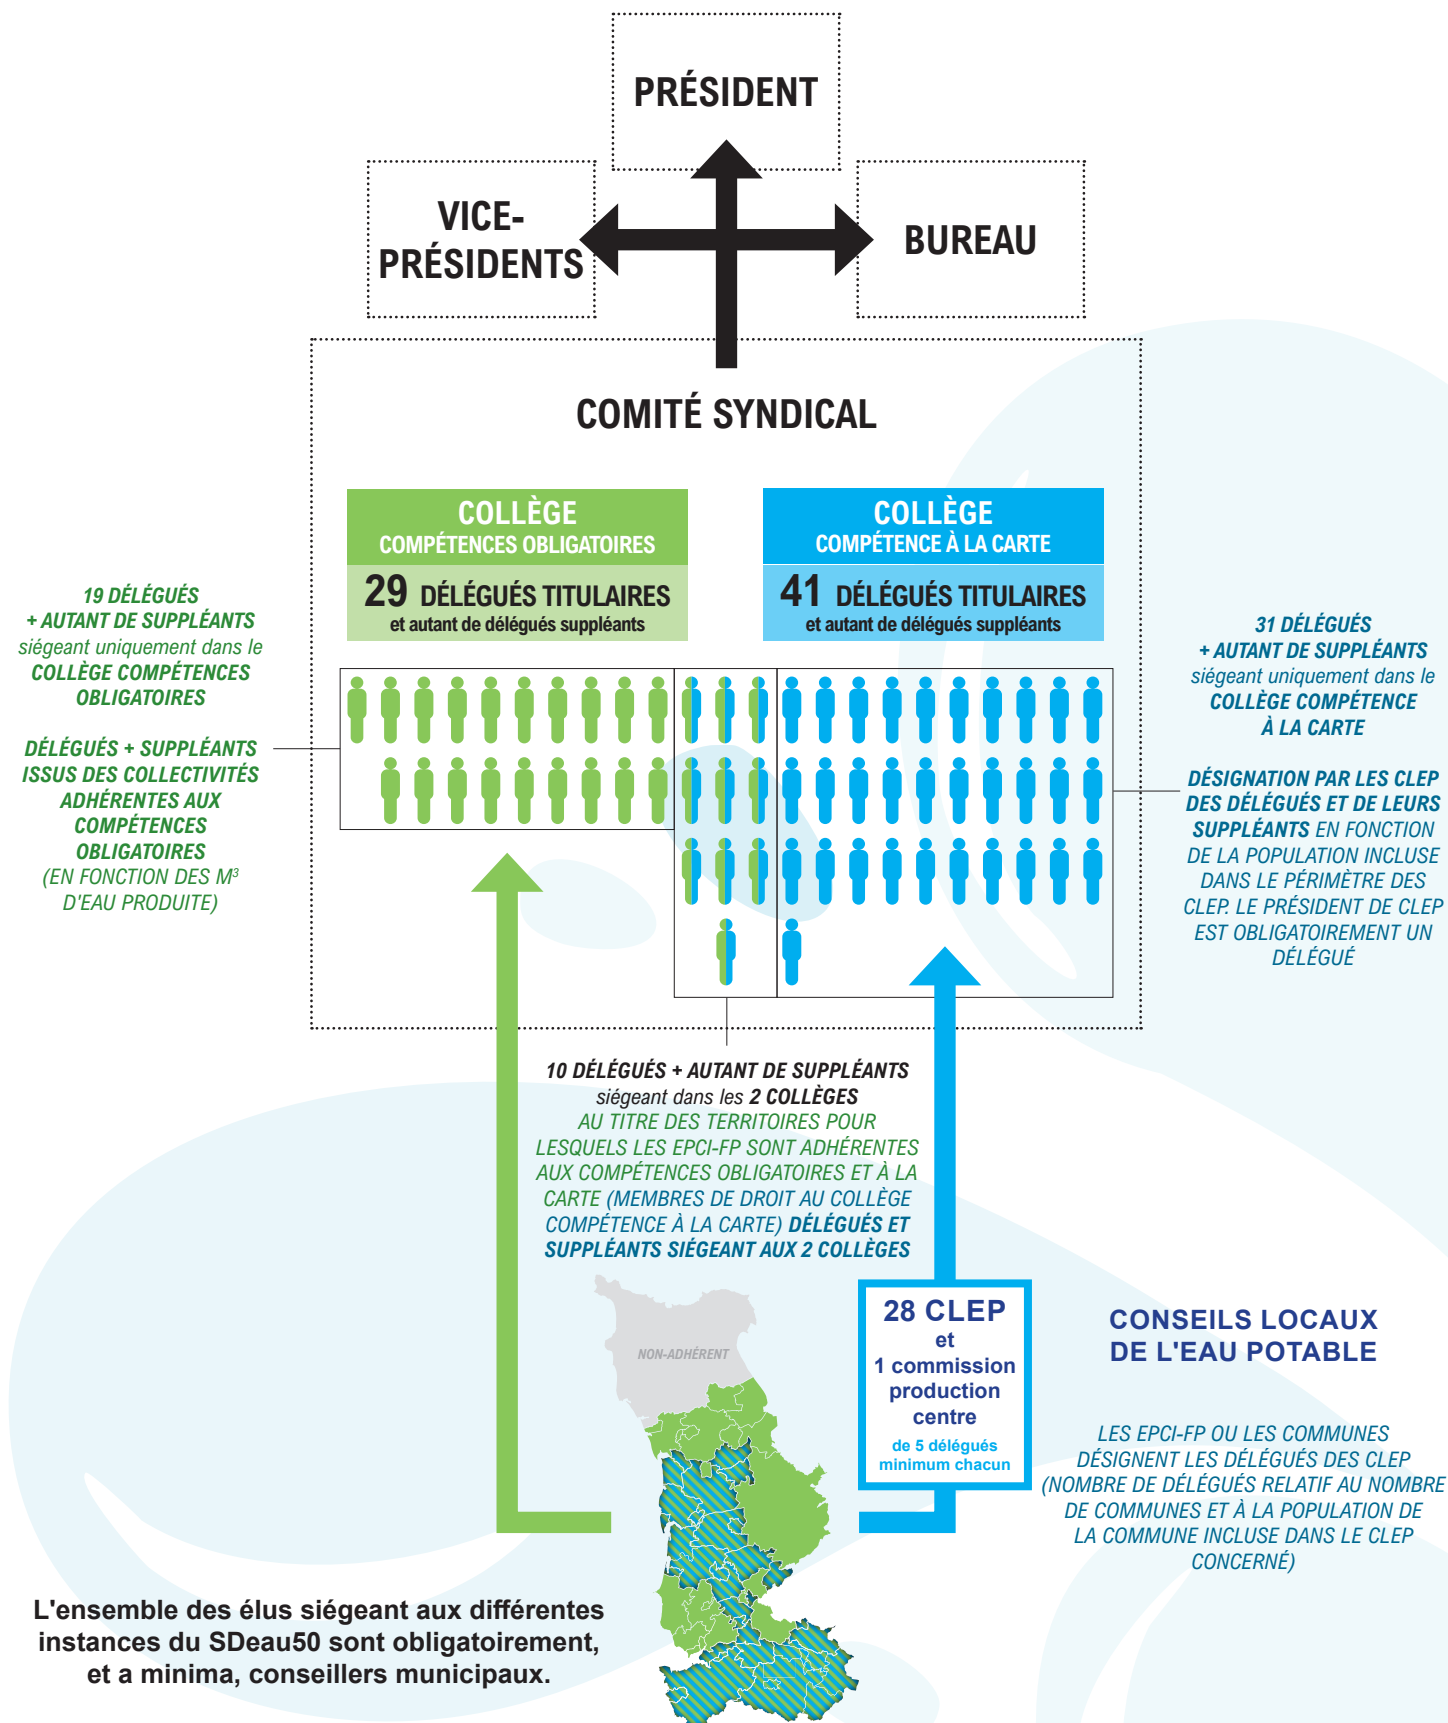 PRÉSIDENT
VICE-
PRÉSIDENTS
BUREAU
COMITÉ SYNDICAL
COLLÈGE
COMPÉTENCES OBLIGATOIRES
29 DÉLÉGUÉS TITULAIRES
et autant de délégués suppléants
COLLÈGE
COMPÉTENCE À LA CARTE
41 DÉLÉGUÉS TITULAIRES
et autant de délégués suppléants
19 DÉLÉGUÉS
+ AUTANT DE SUPPLÉANTS
siégeant uniquement dans le
COLLÈGE COMPÉTENCES
OBLIGATOIRES
DÉLÉGUÉS + SUPPLÉANTS
ISSUS DES COLLECTIVITÉS
ADHÉRENTES AUX
COMPÉTENCES
OBLIGATOIRES
(EN FONCTION DES M³
D'EAU PRODUITE)
31 DÉLÉGUÉS
+ AUTANT DE SUPPLÉANTS
siégeant uniquement dans le
COLLÈGE COMPÉTENCE
À LA CARTE
DÉSIGNATION PAR LES CLEP
DES DÉLÉGUÉS ET DE LEURS
SUPPLÉANTS EN FONCTION
DE LA POPULATION INCLUSE
DANS LE PÉRIMÈTRE DES
CLEP. LE PRÉSIDENT DE CLEP
EST OBLIGATOIREMENT UN
DÉLÉGUÉ
10 DÉLÉGUÉS + AUTANT DE SUPPLÉANTS
siégeant dans les 2 COLLÈGES
AU TITRE DES TERRITOIRES POUR
LESQUELS LES EPCI-FP SONT ADHÉRENTES
AUX COMPÉTENCES OBLIGATOIRES ET À LA
CARTE (MEMBRES DE DROIT AU COLLÈGE
COMPÉTENCE À LA CARTE) DÉLÉGUÉS ET
SUPPLÉANTS SIÉGEANT AUX 2 COLLÈGES
NON-ADHÉRENT
28 CLEP
et
1 commission
production
centre
de 5 délégués
minimum chacun
CONSEILS LOCAUX
DE L'EAU POTABLE
LES EPCI-FP OU LES COMMUNES
DÉSIGNENT LES DÉLÉGUÉS DES CLEP
(NOMBRE DE DÉLÉGUÉS RELATIF AU NOMBRE
DE COMMUNES ET À LA POPULATION DE
LA COMMUNE INCLUSE DANS LE CLEP
CONCERNÉ)
L'ensemble des élus siégeant aux différentes
instances du SDeau50 sont obligatoirement,
et a minima, conseillers municipaux.